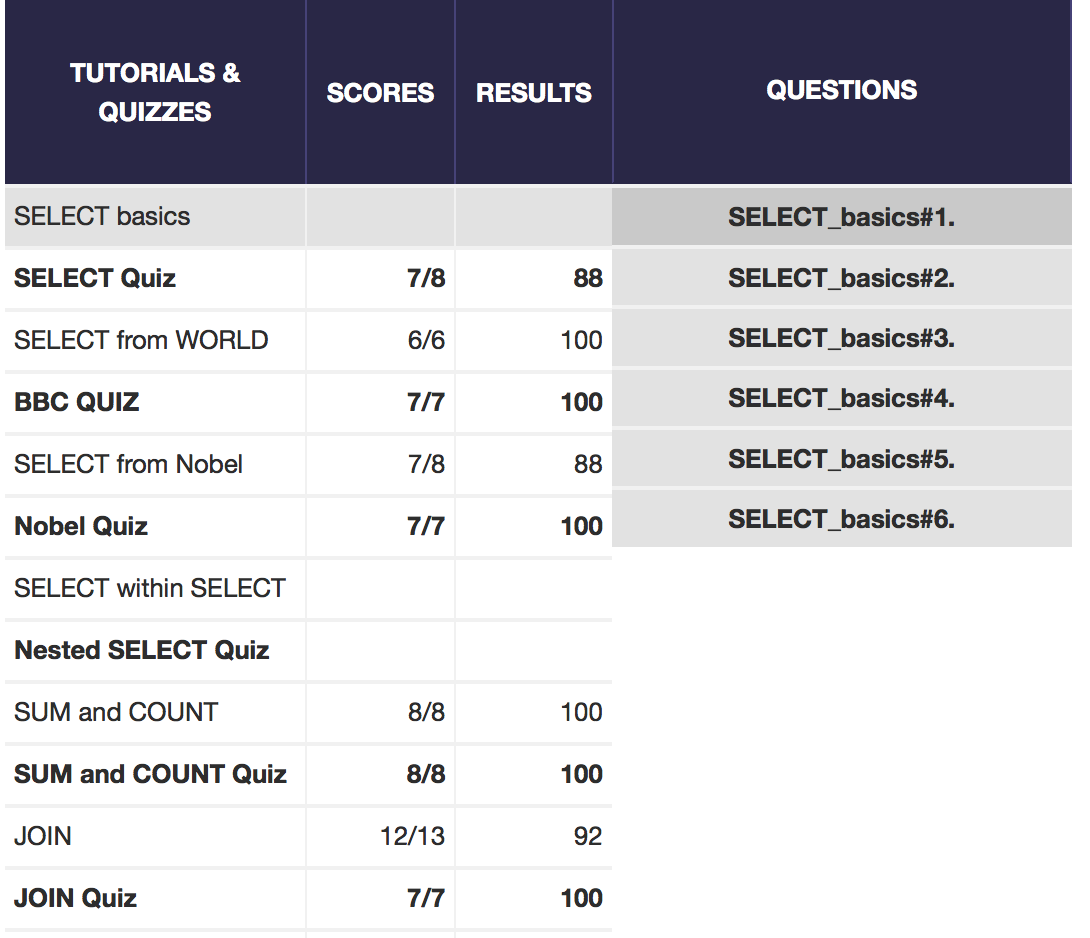 TUTORIALS &
QUIZZES
SCORES
RESULTS
QUESTIONS
SELECT basics
SELECT_basics#1.
SELECT Quiz 7/8 88
SELECT_basics#2.
SELECT from WORLD 6/6 100
SELECT_basics#3.
BBC QUIZ 7/7 100
SELECT_basics#4.
SELECT from Nobel 7/8 88
SELECT_basics#5.
Nobel Quiz 7/7 100
SELECT_basics#6.
SELECT within SELECT
Nested SELECT Quiz
SUM and COUNT 8/8 100
SUM and COUNT Quiz 8/8 100
JOIN 12/13 92
JOIN Quiz 7/7 100